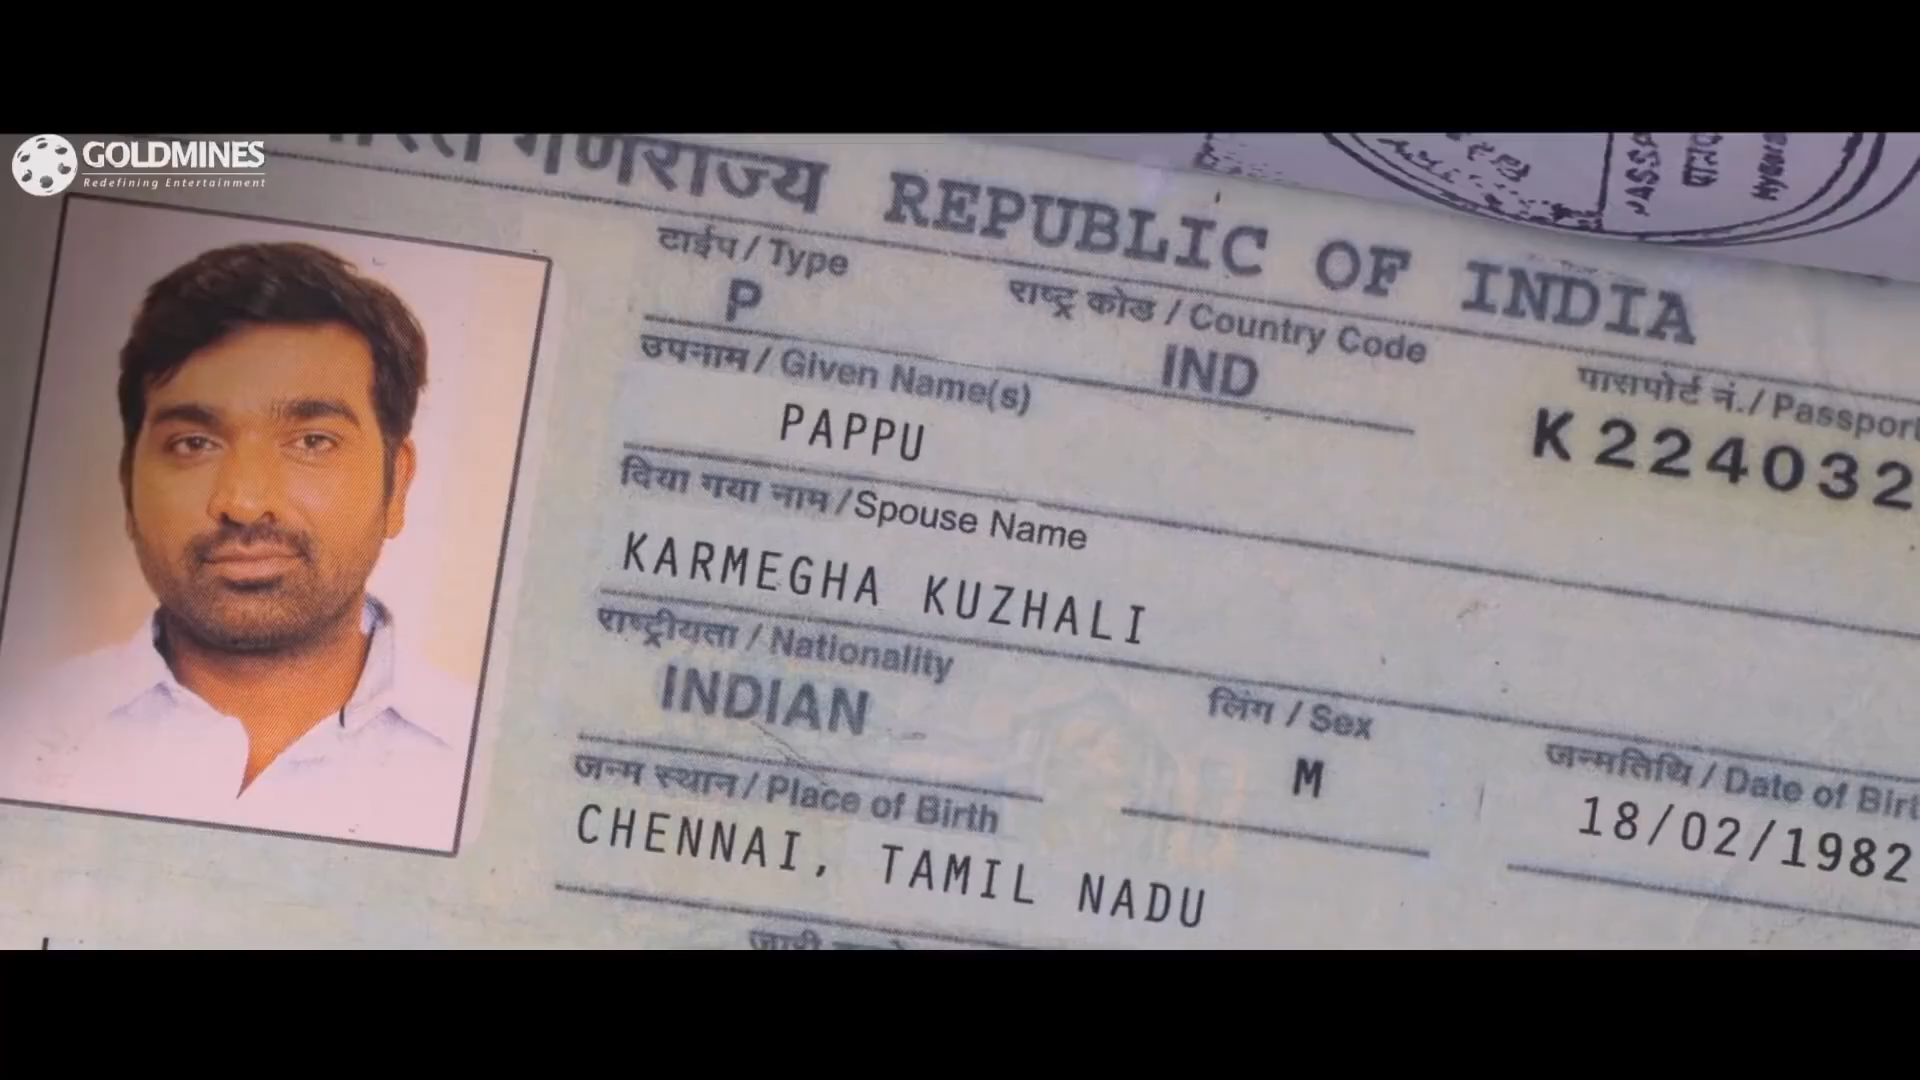 GOLDMINES
Redefining Entertainment
गणराज्य REPUBLIC OF INDIA
टाईप / Type
P
राष्ट्र कोड / Country Code
IND
पासपोर्ट नं. / Passport
K224032
उपनाम / Given Name(s)
PAPPU
दिया गया नाम / Spouse Name
KARMEGHA KUZHALI
राष्ट्रीयता / Nationality
INDIAN
लिंग / Sex
M
जन्मतिथि / Date of Birt
18/02/1982
जन्म स्थान / Place of Birth
CHENNAI, TAMIL NADU